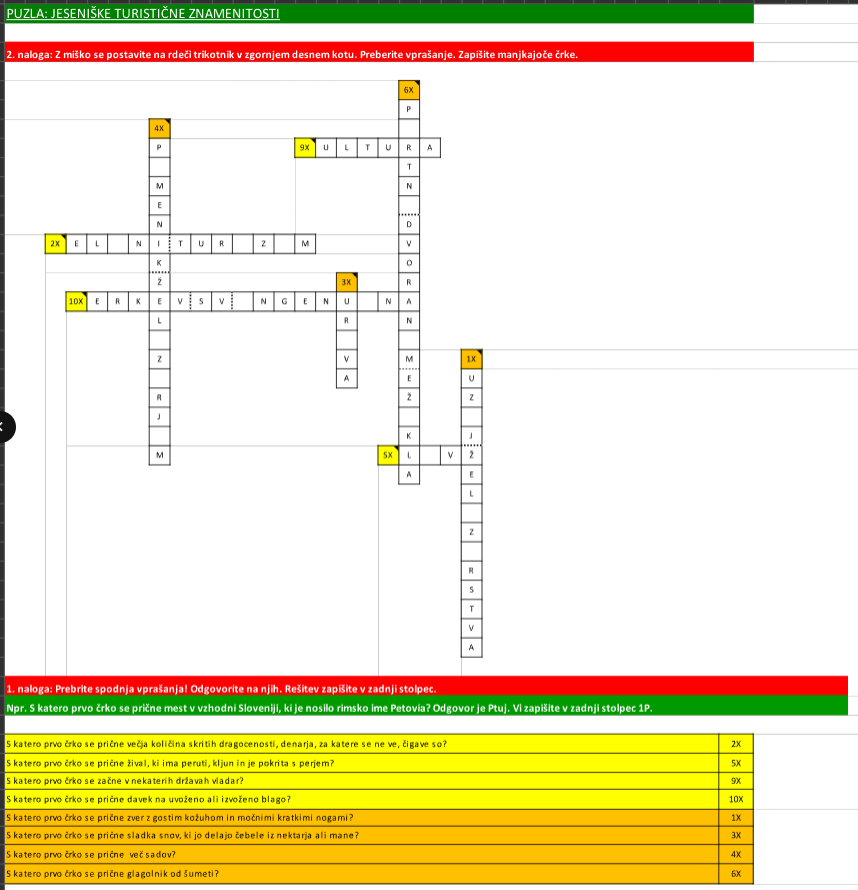 PUZLA: JESENIŠKE TURISTIČNE ZNAMENITOSTI
2. naloga: Z miško se postavite na rdeči trikotnik v zgornjem desnem kotu. Preberite vprašanje. Zapišite manjkajoče črke.
6X
P
4X
P 9X U L T U R A
T
M N
E
N D
2X E L N I T U R Z M V
K O
Ž 3X R
10X E R K E V S V N G E N U N A
L R N
Z V M 1X
A E U
R Ž Z
J
K J
M 5X L V Ž
A E
L
Z
R
S
T
V
A
1. naloga: Prebrite spodnja vprašanja! Odgovorite na njih. Rešitev zapišite v zadnji stolpec.
Npr. S katero prvo črko se prične mest v vzhodni Sloveniji, ki je nosilo rimsko ime Petovia? Odgovor je Ptuj. Vi zapišite v zadnji stolpec 1P.
S katero prvo črko se prične večja količina skritih dragocenosti, denarja, za katere se ne ve, čigave so? 2X
S katero prvo črko se prične žival, ki ima peruti, kljun in je pokrita s perjem? 5X
S katero prvo črko se začne v nekaterih državah vladar? 9X
S katero prvo črko se prične davek na uvoženo ali izvoženo blago? 10X
S katero prvo črko se prične zver z gostim kožuhom in močnimi kratkimi nogami? 1X
S katero prvo črko se prične sladka snov, ki jo delajo čebele iz nektarja ali mane? 3X
S katero prvo črko se prične več sadov? 4X
S katero prvo črko se prične glagolnik od šumeti? 6X